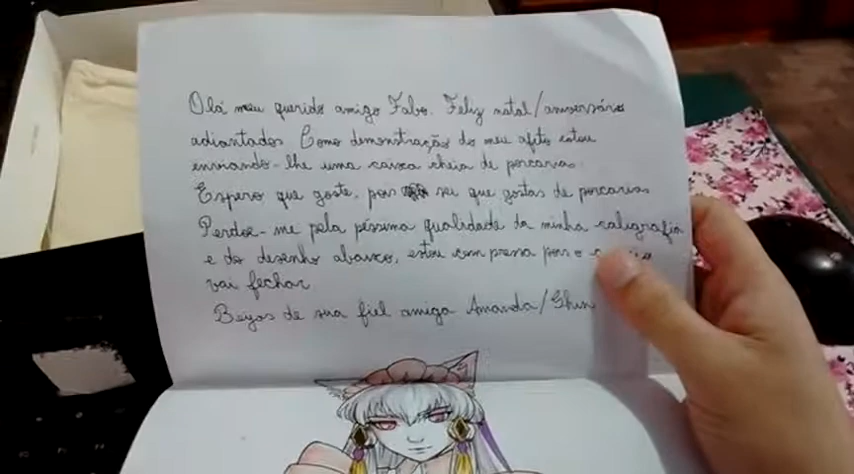 Olá meu querido amigo Fabo. Feliz natal/aniversário
adiantados Como demonstração do meu afeto estou
enviando-lhe uma caixa cheia de porcarias.
Espero que goste, pois sei que gostas de porcarias
Perdoe-me pela péssima qualidade da minha caligrafia
e do desenho abaixo, estou com pressa pois o
vai fechar
Beijos de sua fiel amiga Amanda/